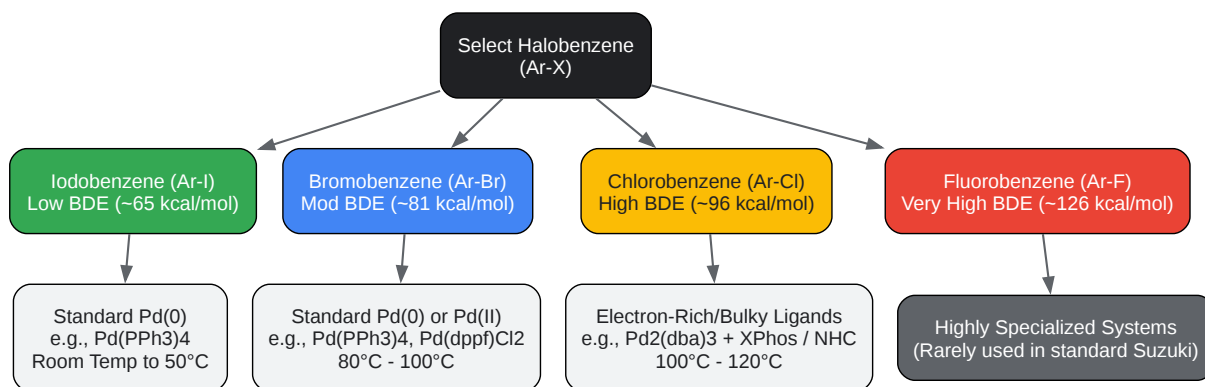 Select Halobenzene
(Ar-X)
Iodobenzene (Ar-I)
Low BDE (~65 kcal/mol)
Bromobenzene (Ar-Br)
Mod BDE (~81 kcal/mol)
Chlorobenzene (Ar-Cl)
High BDE (~96 kcal/mol)
Fluorobenzene (Ar-F)
Very High BDE (~126 kcal/mol)
Standard Pd(0)
e.g., Pd(PPh3)4
Room Temp to 50°C
Standard Pd(0) or Pd(II)
e.g., Pd(PPh3)4, Pd(dppf)Cl2
80°C - 100°C
Electron-Rich/Bulky Ligands
e.g., Pd2(dba)3 + XPhos / NHC
100°C - 120°C
Highly Specialized Systems
(Rarely used in standard Suzuki)